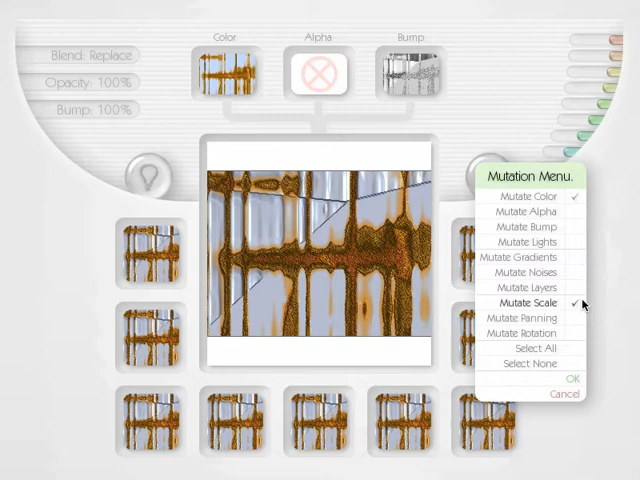 Color
Alpha
Bump
Blend: Replace
Opacity: 100%
Bump: 100%
Mutation Menu.
Mutate Color ✓
Mutate Alpha
Mutate Bump
Mutate Lights
Mutate Gradients
Mutate Noises
Mutate Layers
Mutate Scale ✓
Mutate Panning
Mutate Rotation
Select All
Select None
OK
Cancel